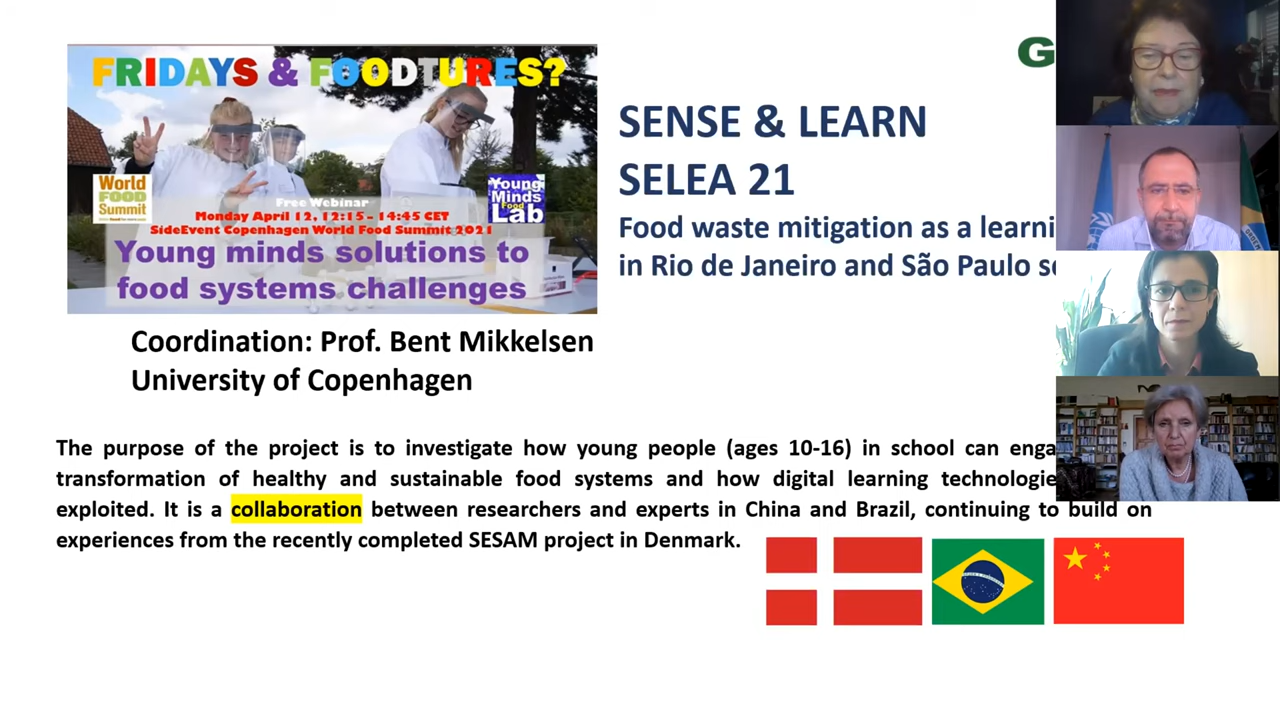 FRIDAYS & FOODTURES?
World
FOOD
Summit
Young
Minds
Food
Lab
Free Webinar
Monday April 12, 12:15 - 14:45 CET
SideEvent Copenhagen World Food Summit 2021
Young minds solutions to
food systems challenges
G
SENSE & LEARN
SELEA 21
Food waste mitigation as a learni
in Rio de Janeiro and São Paulo
Coordination: Prof. Bent Mikkelsen
University of Copenhagen
The purpose of the project is to investigate how young people (ages 10-16) in school can enga
transformation of healthy and sustainable food systems and how digital learning technologie
exploited. It is a collaboration between researchers and experts in China and Brazil, continuing to build on
experiences from the recently completed SESAM project in Denmark.